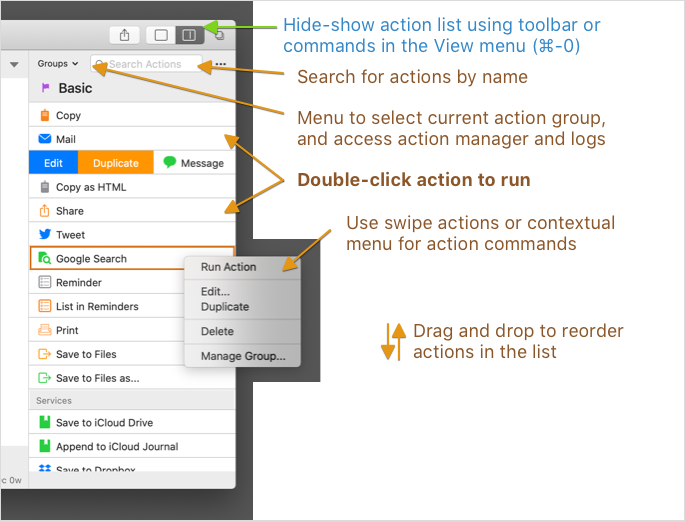 Hide-show action list using toolbar or
commands in the View menu (⌘-0)
Groups
Search Actions
Search for actions by name
Basic
Menu to select current action group,
and access action manager and logs
Copy
Mail
Edit Duplicate Message
Double-click action to run
Copy as HTML
Share
Use swipe actions or contextual
menu for action commands
Tweet
Google Search
Run Action
Edit...
Duplicate
Delete
Manage Group...
Reminder
List in Reminders
Print
Save to Files
Save to Files as...
Drag and drop to reorder
actions in the list
Services
Save to iCloud Drive
Append to iCloud Journal
Save to Dropbox
0w